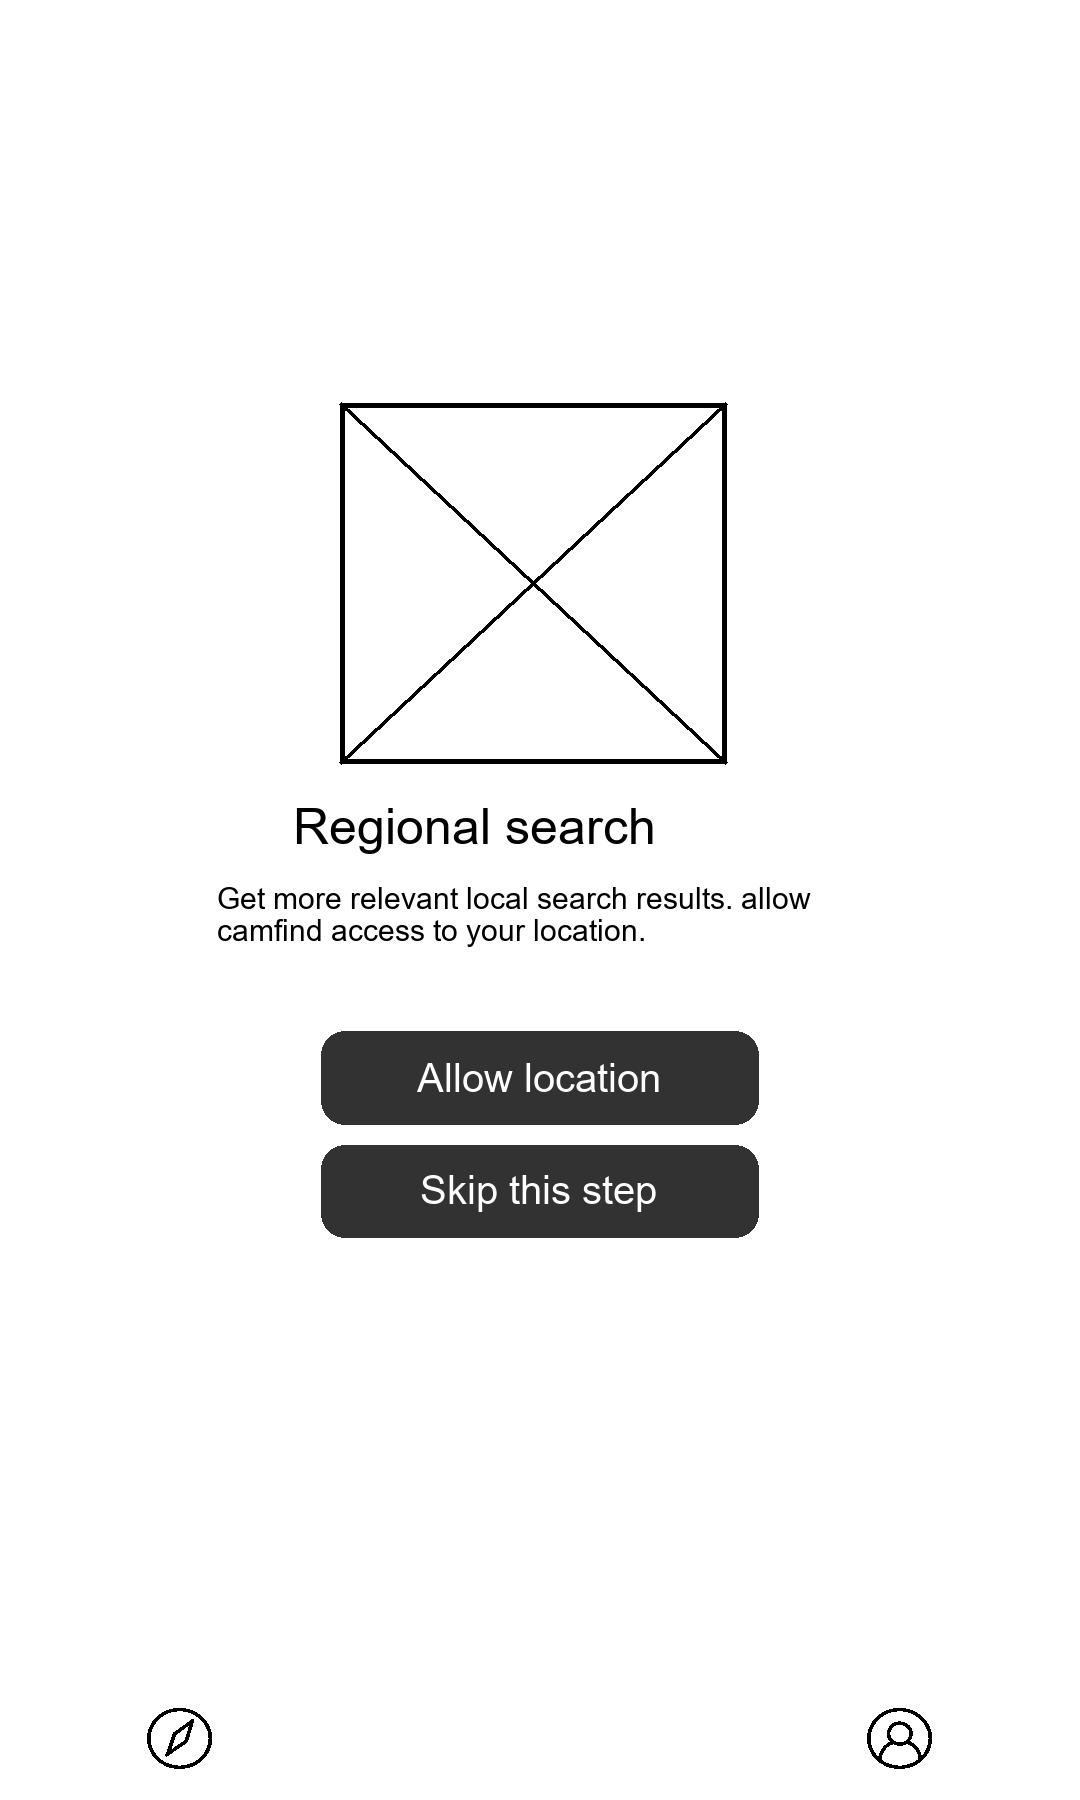 Regional search
Get more relevant local search results. allow
camfind access to your location.
Allow location
Skip this step